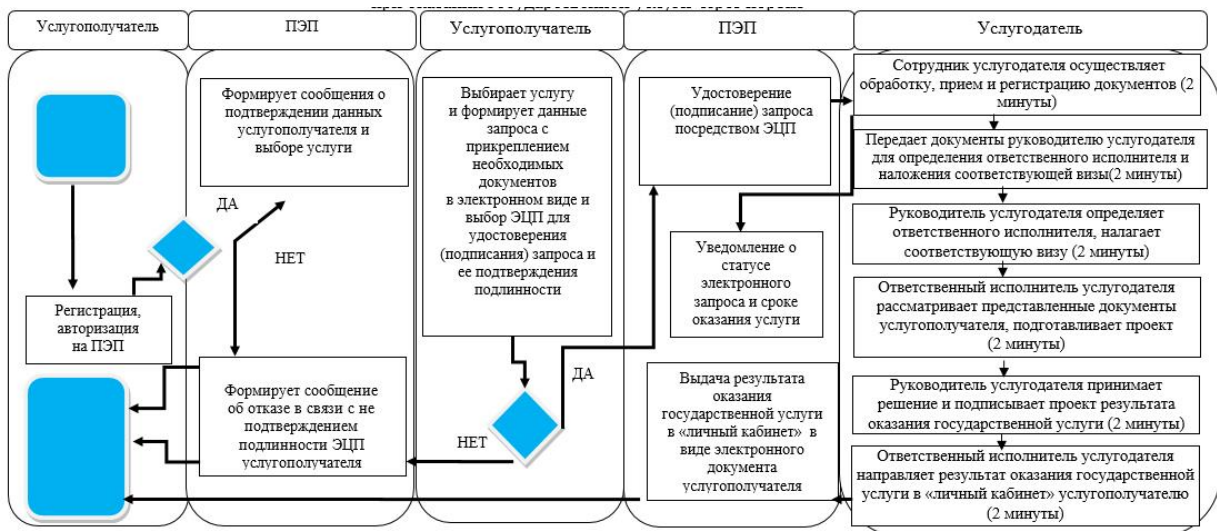 Услугополучатель
ПЭП
Услугополучатель
ПЭП
Услугодатель
Формирует сообщения о
подтверждении данных
услугополучателя и
выборе услуги
ДА
НЕТ
Регистрация,
авторизация
на ПЭП
Формирует сообщение
об отказе в связи с не
подтверждением
подлинности ЭЦП
услугополучателя
Выбирает услугу
и формирует данные
запроса с
прикреплением
необходимых
документов
в электронном виде и
выбор ЭЦП для
удостоверения
(подписания) запроса и
ее подтверждения
подлинности
ДА
НЕТ
Удостоверение
(подписание) запроса
посредством ЭЦП
Уведомление о
статусе
электронного
запроса и сроке
оказания услуги
Выдача результата
оказания
государственной услуги
в «личный кабинет» в
виде электронного
документа
услугополучателя
Сотрудник услугодателя осуществляет
обработку, прием и регистрацию документов (2
минуты)
Передает документы руководителю услугодателя
для определения ответственного исполнителя и
наложения соответствующей визы(2 минуты)
Руководитель услугодателя определяет
ответственного исполнителя, налагает
соответствующую визу (2 минуты)
Ответственный исполнитель услугодателя
рассматривает представленные документы
услугополучателя, подготавливает проект
(2 минуты)
Руководитель услугодателя принимает
решение и подписывает проект результата
оказания государственной услуги (2 минуты)
Ответственный исполнитель услугодателя
направляет результат оказания государственной
услуги в «личный кабинет» услугополучателю
(2 минуты)